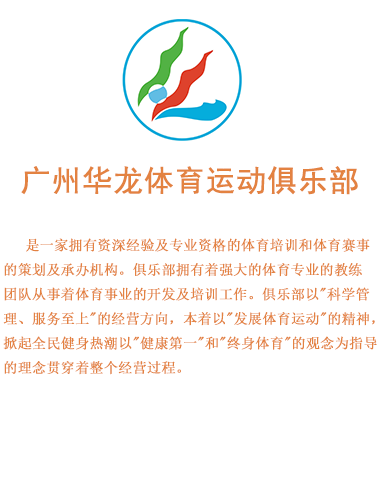 广州华龙体育运动俱乐部
是一家拥有资深经验及专业资格的体育培训和体育赛事
的策划及承办机构。俱乐部拥有着强大的体育专业的教练
团队从事着体育事业的开发及培训工作。俱乐部以"科学管
理、服务至上"的经营方向，本着以"发展体育运动"的精神，
掀起全民健身热潮以"健康第一"和"终身体育"的观念为指导
的理念贯穿着整个经营过程。